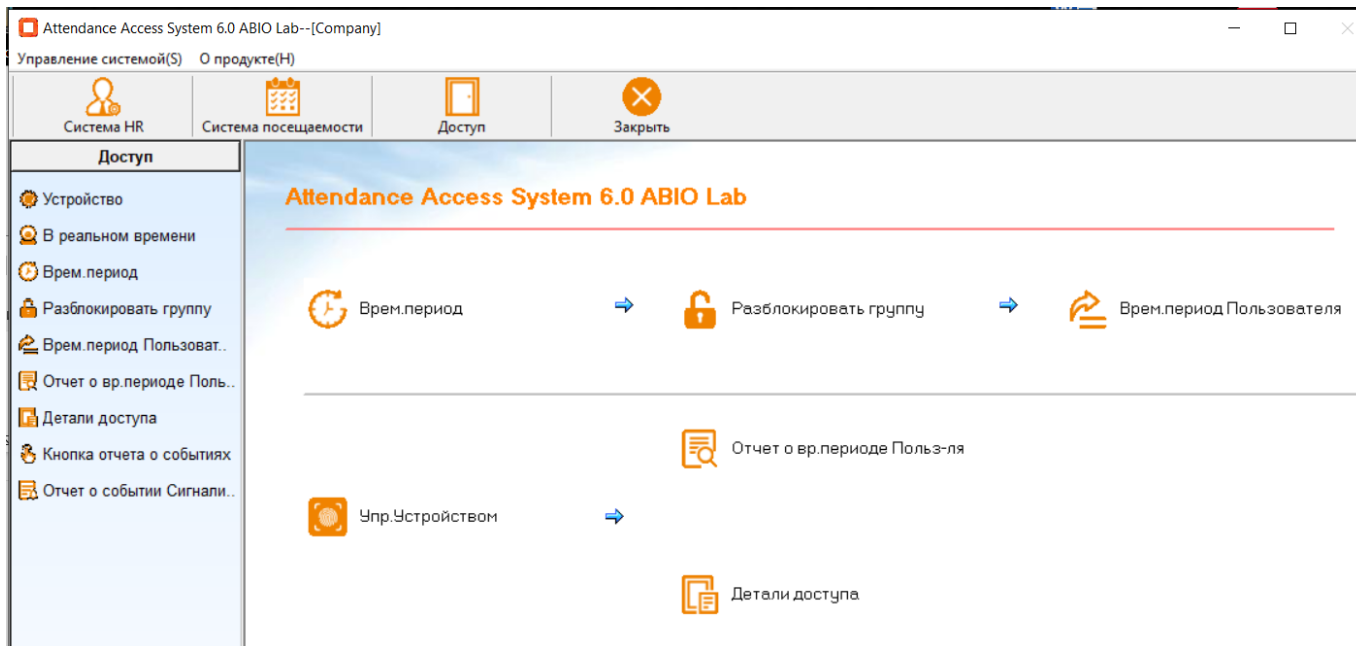 Attendance Access System 6.0 ABIO Lab--[Company]
Управление системой(S) О продукте(H)
Система HR Система посещаемости Доступ Закрыть
Доступ
Устройство
В реальном времени
Врем.период
Разблокировать группу
Врем.период Пользоват..
Отчет о вр.периоде Поль..
Детали доступа
Кнопка отчета о событиях
Отчет о событии Сигнали..
Attendance Access System 6.0 ABIO Lab
Врем.период Разблокировать группу Врем.период Пользователя
Отчет о вр.периоде Польз-ля
Упр.Устройством
Детали доступа